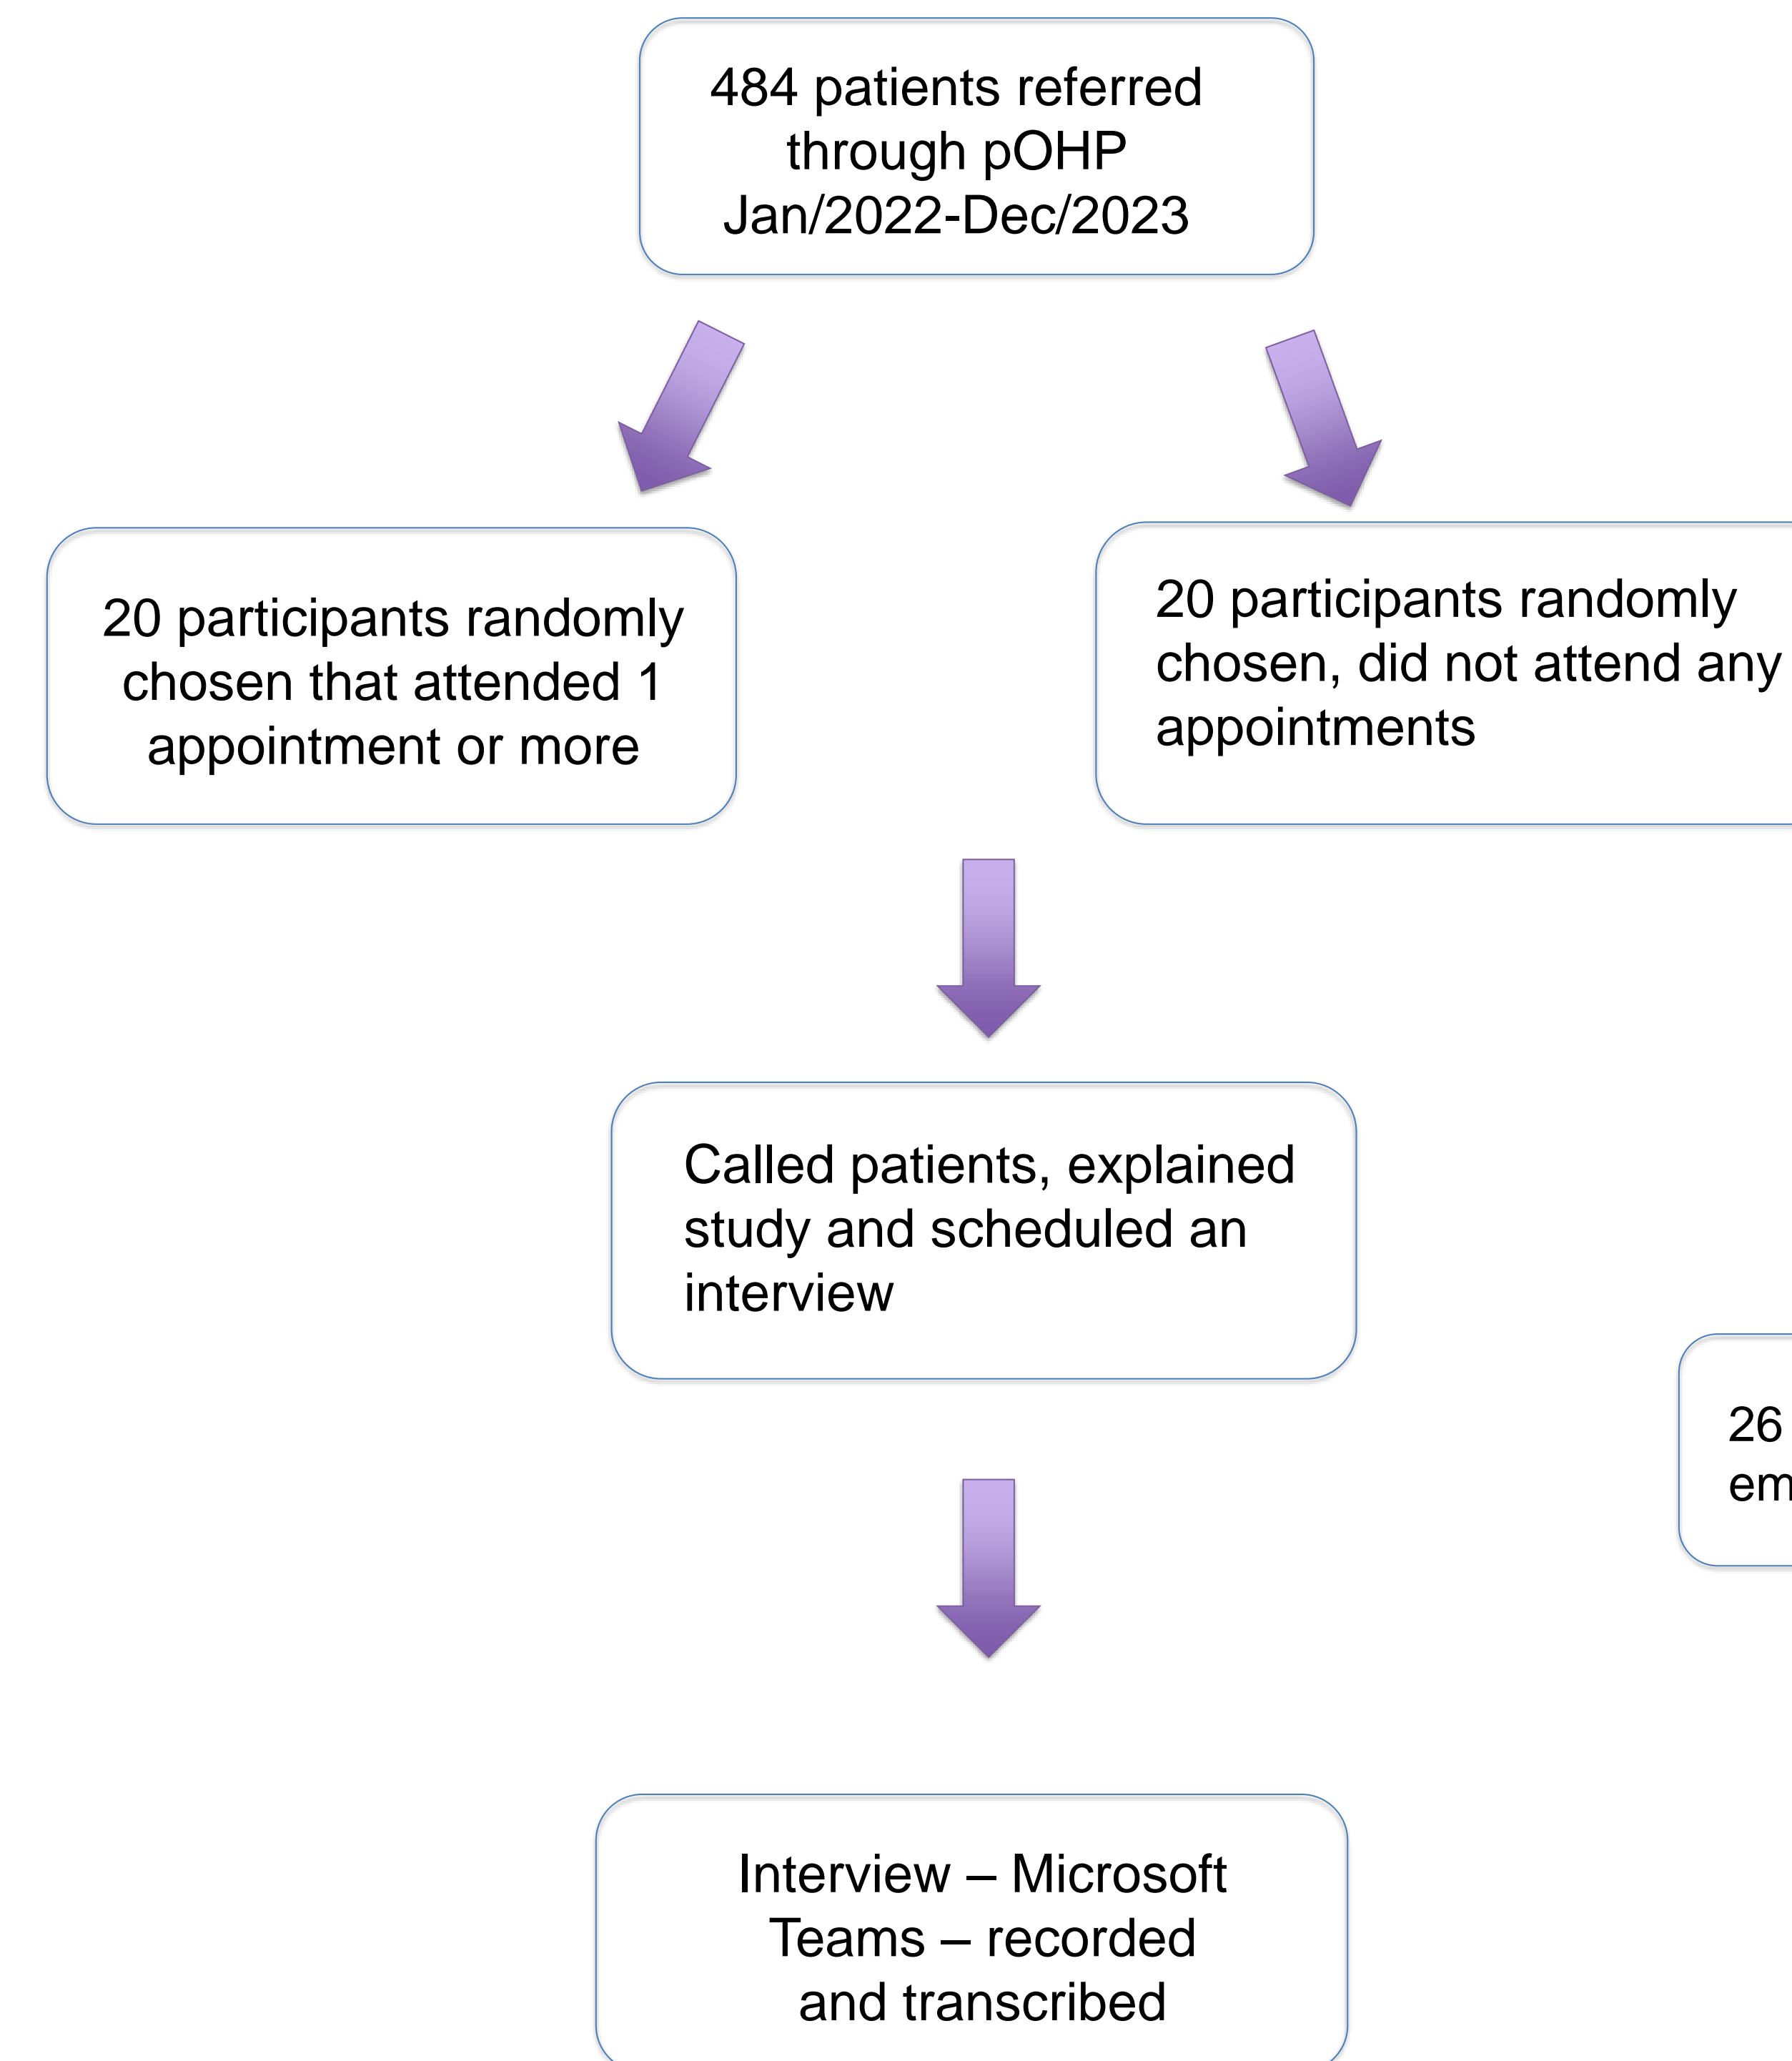 484 patients referred
through pOHP
Jan/2022-Dec/2023
20 participants randomly
chosen that attended 1
appointment or more
20 participants randomly
chosen, did not attend any
appointments
Called patients, explained
study and scheduled an
interview
26
Interview – Microsoft
Teams – recorded
and transcribed